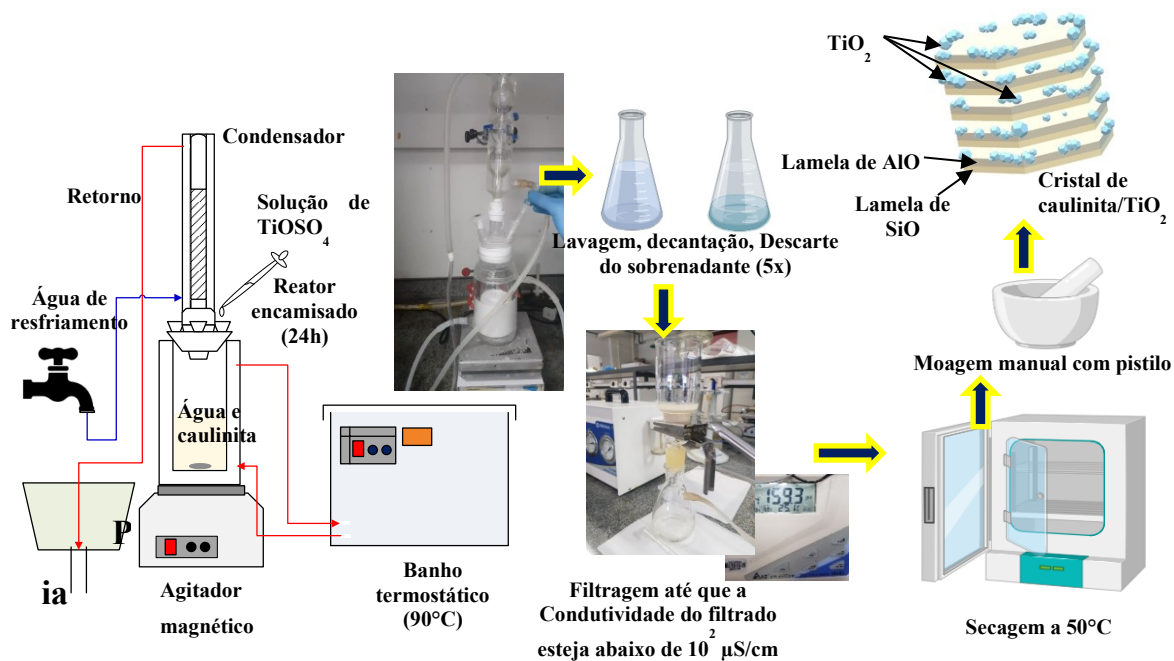 Condensador
Retorno
Solução de
TiOSO4
Reator
encamisado
(24h)
Água de
resfriamento
Água e
caulinita
P
ia
Agitador
magnético
Banho
termostático
(90°C)
Lavagem, decantação, Descarte
do sobrenadante (5x)
159.3
Filtragem até que a
Condutividade do filtrado
esteja abaixo de 10² µS/cm
Secagem a 50°C
Moagem manual com pistilo
TiO2
Lamela de AlO
Lamela de
SiO
Cristal de
caulinita/TiO2